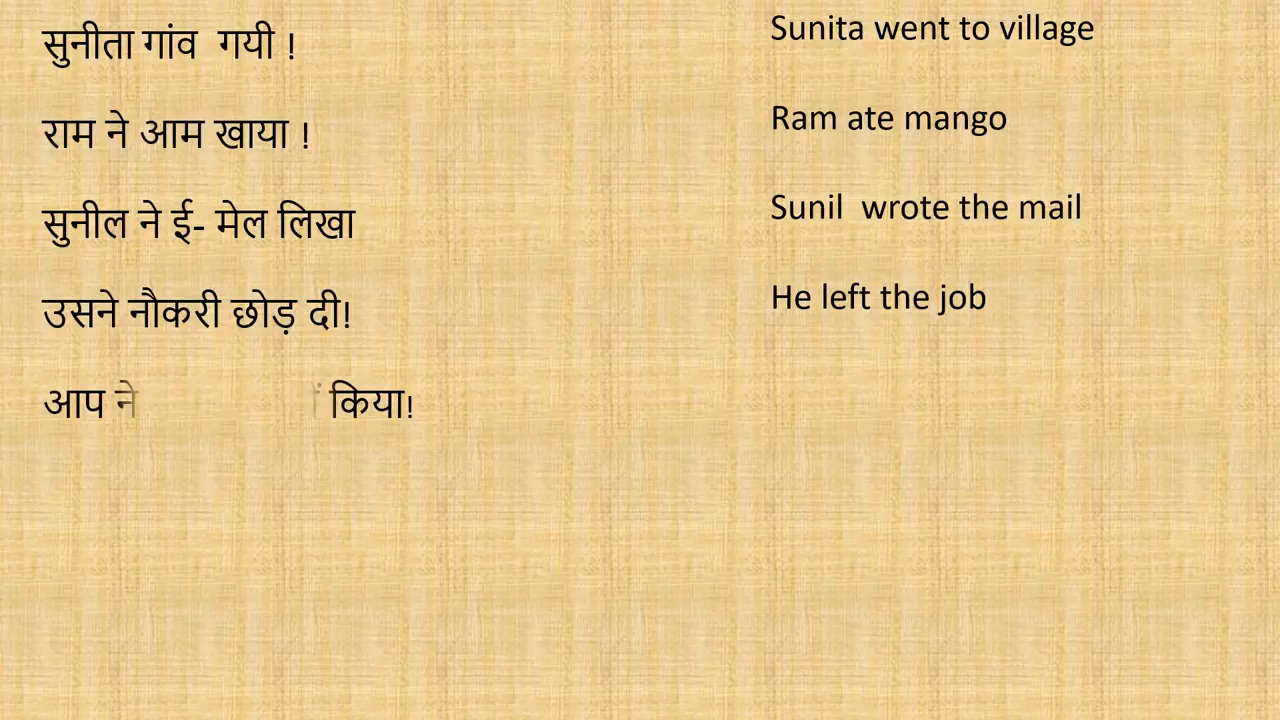 सुनीता गांव गयी !
Sunita went to village
राम ने आम खाया !
Ram ate mango
सुनील ने ई- मेल लिखा
Sunil wrote the mail
उसने नौकरी छोड़ दी!
He left the job
आप ने किया!